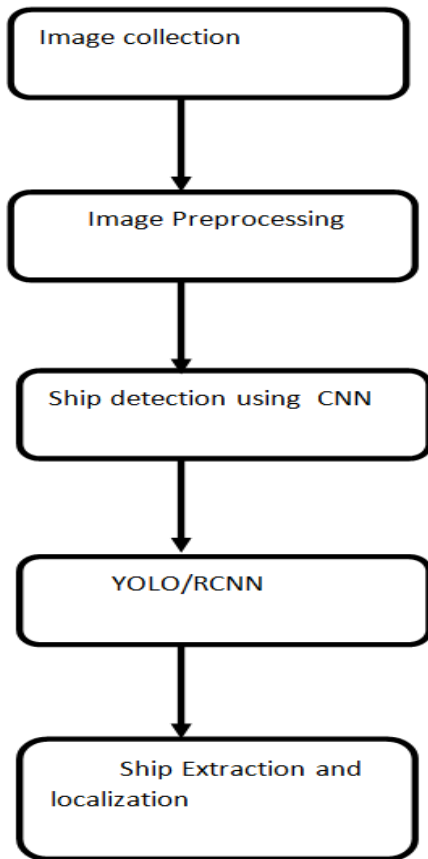 Image collection
Image Preprocessing
Ship detection using CNN
YOLO/RCNN
Ship Extraction and
localization